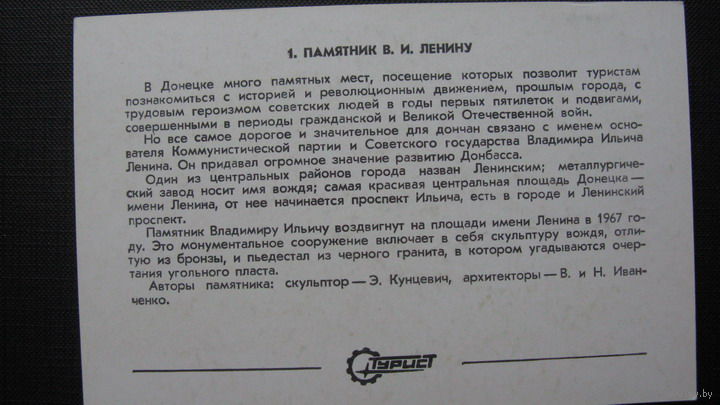 1. ПАМЯТНИК В. И. ЛЕНИНУ
В Донецке много памятных мест, посещение которых позволит туристам
познакомиться с историей и революционным движением, прошлым города, с
трудовым героизмом советских людей в годы первых пятилеток и подвигами,
совершенными в периоды гражданской и Великой Отечественной войн.
Но все самое дорогое и значительное для дончан связано с именем осно-
вателя Коммунистической партии и Советского государства Владимира Ильича
Ленина. Он придавал огромное значение развитию Донбасса.
Один из центральных районов города назван Ленинским; металлургиче-
ский завод носит имя вождя; самая красивая центральная площадь Донецка —
имени Ленина, от нее начинается проспект Ильича, есть в городе и Ленинский
проспект.
Памятник Владимиру Ильичу воздвигнут на площади имени Ленина в 1967 го-
ду. Это монументальное сооружение включает в себя скульптуру вождя, отли-
тую из бронзы, и пьедестал из черного гранита, в котором угадываются очер-
тания угольного пласта.
Авторы памятника: скульптор — Э. Кунцевич, архитекторы — В. и Н. Иван-
ченко.
ТУРИСТ